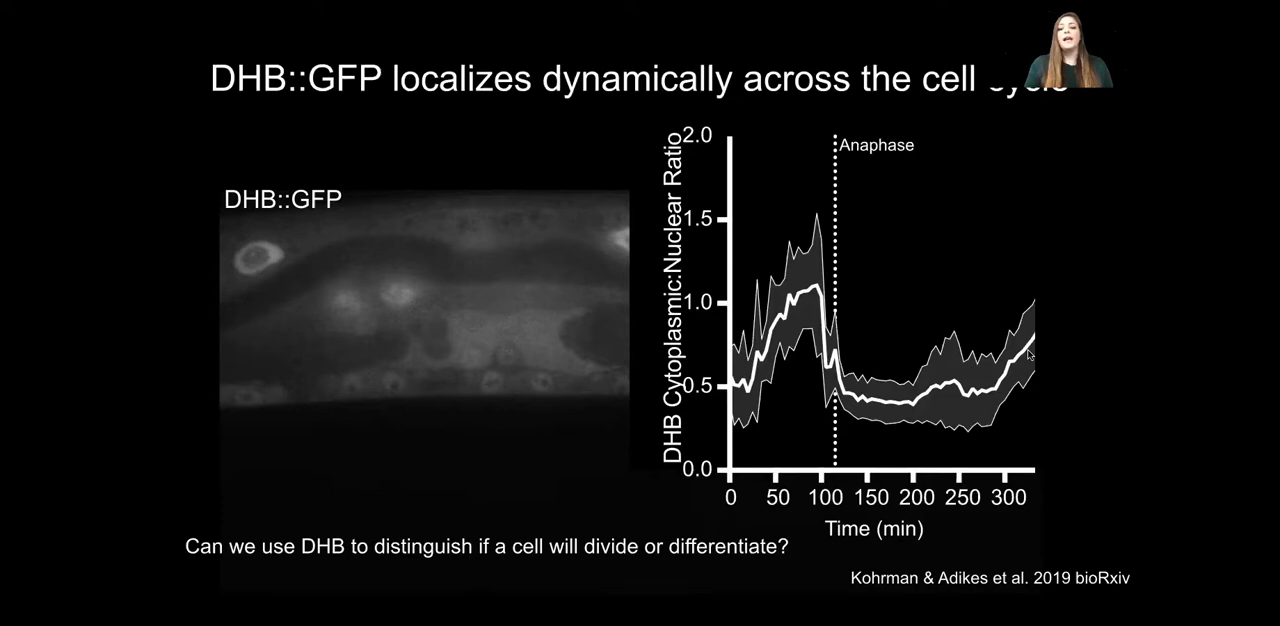 DHB::GFP localizes dynamically across the cell
DHB::GFP
DHB Cytoplasmic:Nuclear Ratio
2.0
1.5
1.0
0.5
0.0
Anaphase
0 50 100 150 200 250 300
Time (min)
Can we use DHB to distinguish if a cell will divide or differentiate?
Kohrman & Adikes et al. 2019 bioRxiv